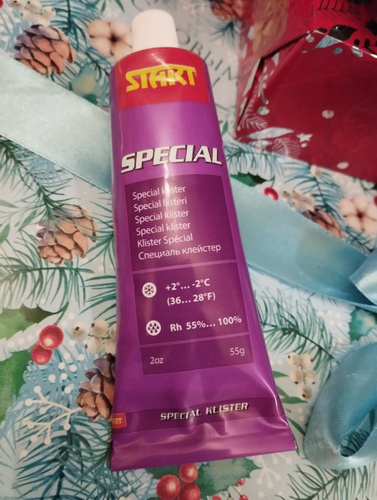 START
SPECIAL
Special klister
Special liisteri
Special klister
Special klister
Klister Spécial
Специаль клейстер
+2°... -2°C
(36... 28°F)
Rh 55%... 100%
2oz 55g
SPECIAL KLISTER